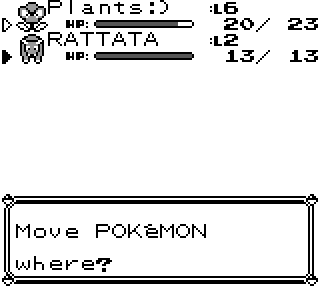 Plants:) :L6
HP: 20/ 23
RATTATA :L2
HP: 13/ 13
Move POKéMON
where?